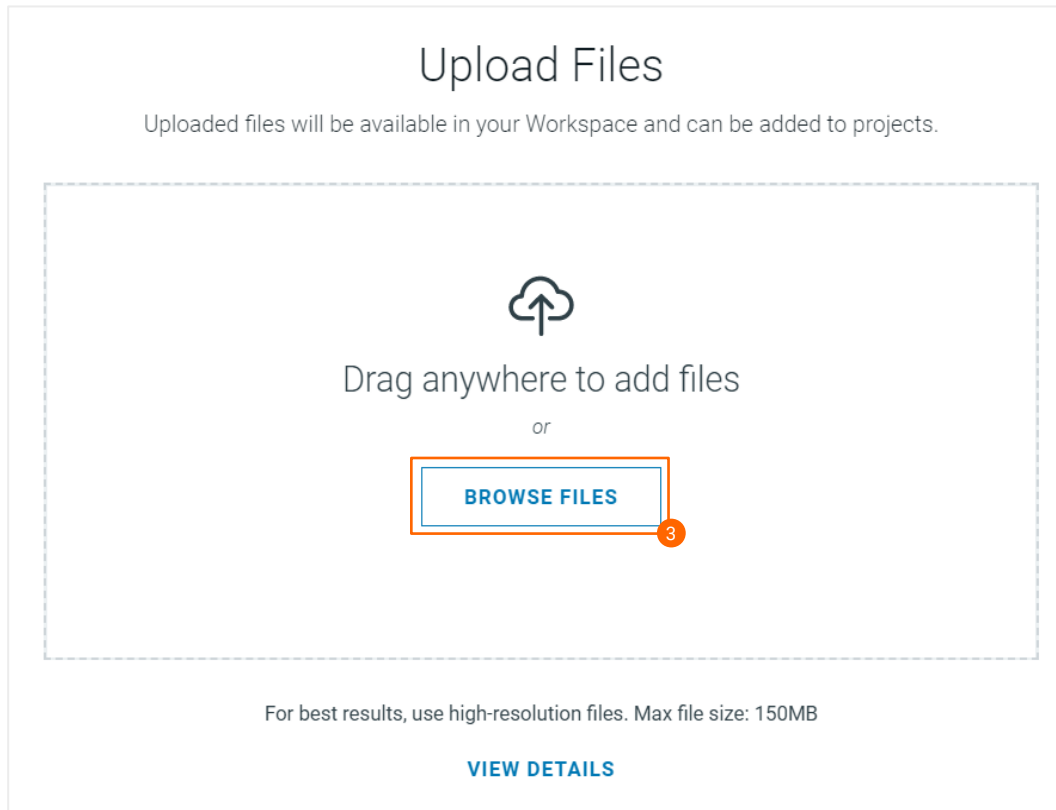 Upload Files
Uploaded files will be available in your Workspace and can be added to projects.
Drag anywhere to add files
or
BROWSE FILES
3
For best results, use high-resolution files. Max file size: 150MB
VIEW DETAILS